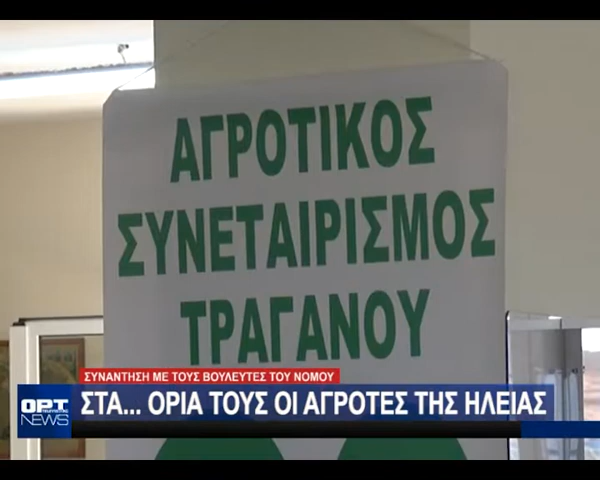 ΑΓΡΟΤΙΚΟΣ
ΣΥΝΕΤΑΙΡΙΣΜΟΣ
ΤΡΑΓΑΝΟΥ
ΣΥΝΑΝΤΗΣΗ ΜΕ ΤΟΥΣ ΒΟΥΛΕΥΤΕΣ ΤΟΥ ΝΟΜΟΥ
ΣΤΑ... ΟΡΙΑ ΤΟΥΣ ΟΙ ΑΓΡΟΤΕΣ ΤΗΣ ΗΛΕΙΑΣ
ΟΡΤ
NEWS